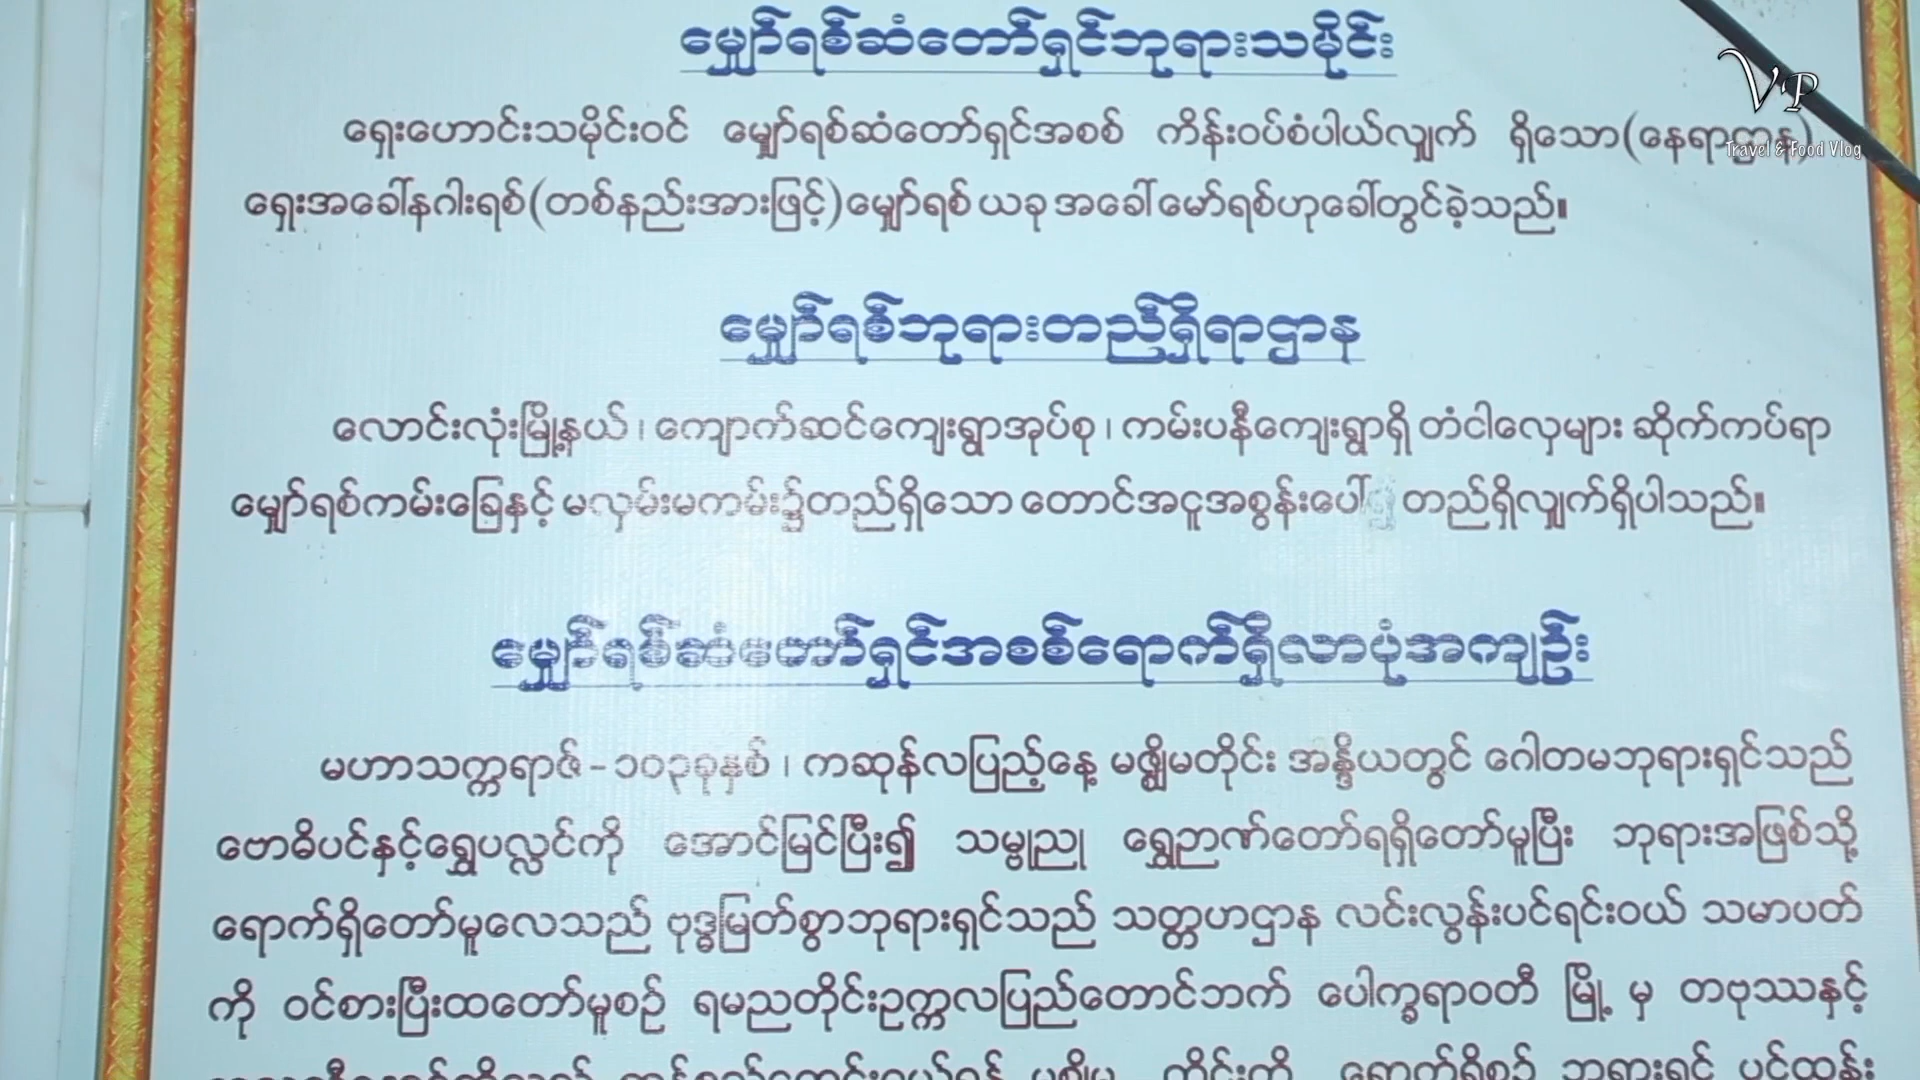 မျှော်ရစ်ဆံတော်ရှင်ဘုရားသမိုင်း
ရှေးဟောင်းသမိုင်းဝင် မျှော်ရစ်ဆံတော်ရှင်အစစ် ကိန်းဝပ်စံပါယ်လျှက် ရှိသော(နေရာဌာန)
ရှေးအခေါ်နဂါးရစ်(တစ်နည်းအားဖြင့်)မျှော်ရစ် ယခု အခေါ် မော်ရစ်ဟုခေါ်တွင်ခဲ့သည်။
မျှော်ရစ်ဘုရားတည်ရှိရာဌာန
လောင်းလုံးမြို့နယ် ၊ ကျောက်ဆင်ကျေးရွာအုပ်စု ၊ ကမ်းပနီကျေးရွာရှိ တံငါလှေများ ဆိုက်ကပ်ရာ
မျှော်ရစ်ကမ်းခြေနှင့် မလှမ်းမကမ်း၌တည်ရှိသော တောင်အငူအစွန်းပေါ်၌ တည်ရှိလျှက်ရှိပါသည်။
မျှော်ရစ်ဆံတော်ရှင်အစစ်ရောက်ရှိလာပုံအကျဉ်း
မဟာသက္ကရာဇ် - ၁၀၃ခုနှစ် ၊ ကဆုန်လပြည့်နေ့ မဇ္ဈိမတိုင်း အန္ဒိယတွင် ဂေါတမဘုရားရှင်သည်
ဗောဓိပင်နှင့်ရွှေပလ္လင်ကို အောင်မြင်ပြီး၍ သမ္ဗုညု ရွှေဉာဏ်တော်ရရှိတော်မူပြီး ဘုရားအဖြစ်သို့
ရောက်ရှိတော်မူလေသည် ဗုဒ္ဓမြတ်စွာဘုရားရှင်သည် သတ္တဟဌာန လင်းလွန်းပင်ရင်းဝယ် သမာပတ်
ကို ဝင်စားပြီးထတော်မူစဉ် ရမညတိုင်းဥက္ကလပြည်တောင်ဘက် ပေါက္ခရာဝတီ မြို့ မှ တဗုဿနှင့်
VP
Travel & Food Vlog